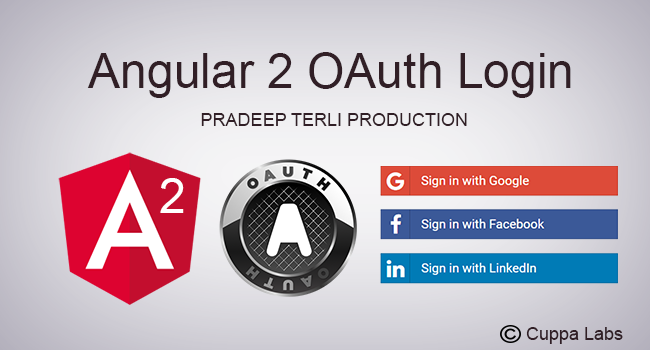 Angular 2 OAuth Login
PRADEEP TERLI PRODUCTION
A 2
OAUTH
A
OAUTH
G Sign in with Google
f Sign in with Facebook
in Sign in with LinkedIn
© Cuppa Labs